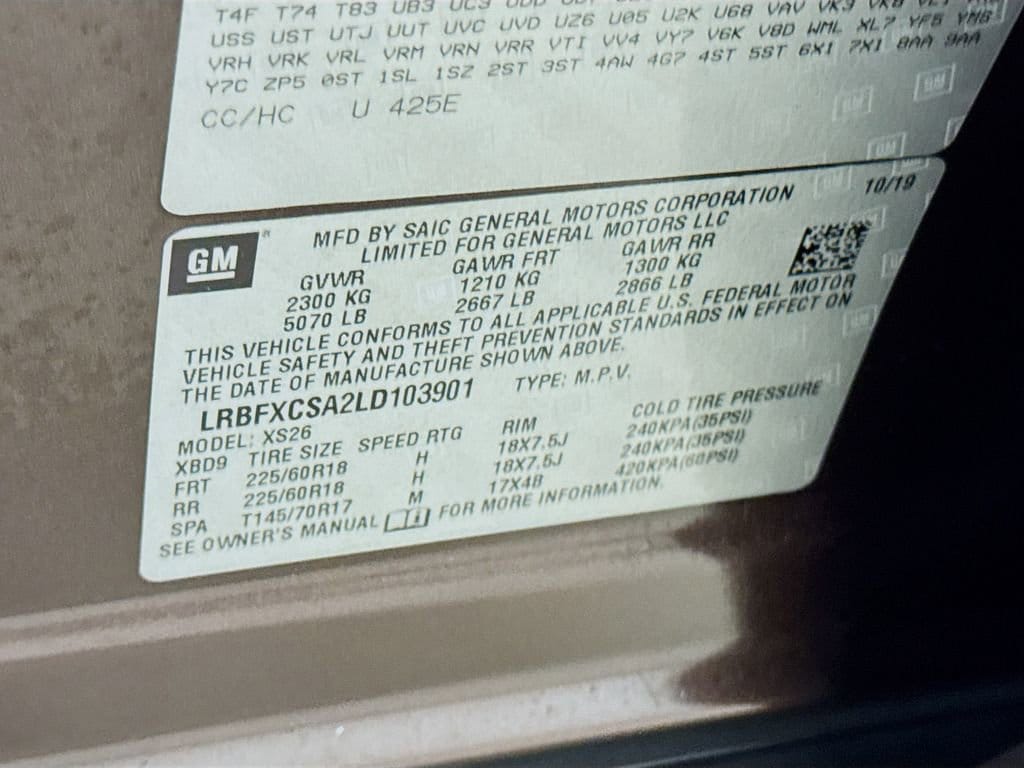 T4F T74 T83 UB3 UC3
USS UST UTJ UUT UVC UVD UZ6 U05 U2K U68 VAV VK3
VRH VRK VRL VRM VRN VRR VTI VV4 VY7 V6K V8D WML XL7 YF5 YM6
Y7C ZP5 0ST 1SL 1SZ 2ST 3ST 4AW 4G7 4ST 5ST 6X1 7X1 8AA 9AA
CC/HC U 425E
10/19
GM
MFD BY SAIC GENERAL MOTORS CORPORATION
LIMITED FOR GENERAL MOTORS LLC
GVWR GAWR FRT GAWR RR
2300 KG 1210 KG 1300 KG
5070 LB 2667 LB 2866 LB
THIS VEHICLE CONFORMS TO ALL APPLICABLE U.S. FEDERAL MOTOR
VEHICLE SAFETY AND THEFT PREVENTION STANDARDS IN EFFECT ON
THE DATE OF MANUFACTURE SHOWN ABOVE.
LRBFXCSA2LD103901 TYPE: M.P.V.
MODEL: XS26
XBD9 TIRE SIZE SPEED RTG RIM COLD TIRE PRESSURE
FRT 225/60R18 H 18X7.5J 240KPA(35PSI)
RR 225/60R18 H 18X7.5J 240KPA(35PSI)
SPA T145/70R17 M 17X4B 420KPA(60PSI)
SEE OWNER'S MANUAL FOR MORE INFORMATION.